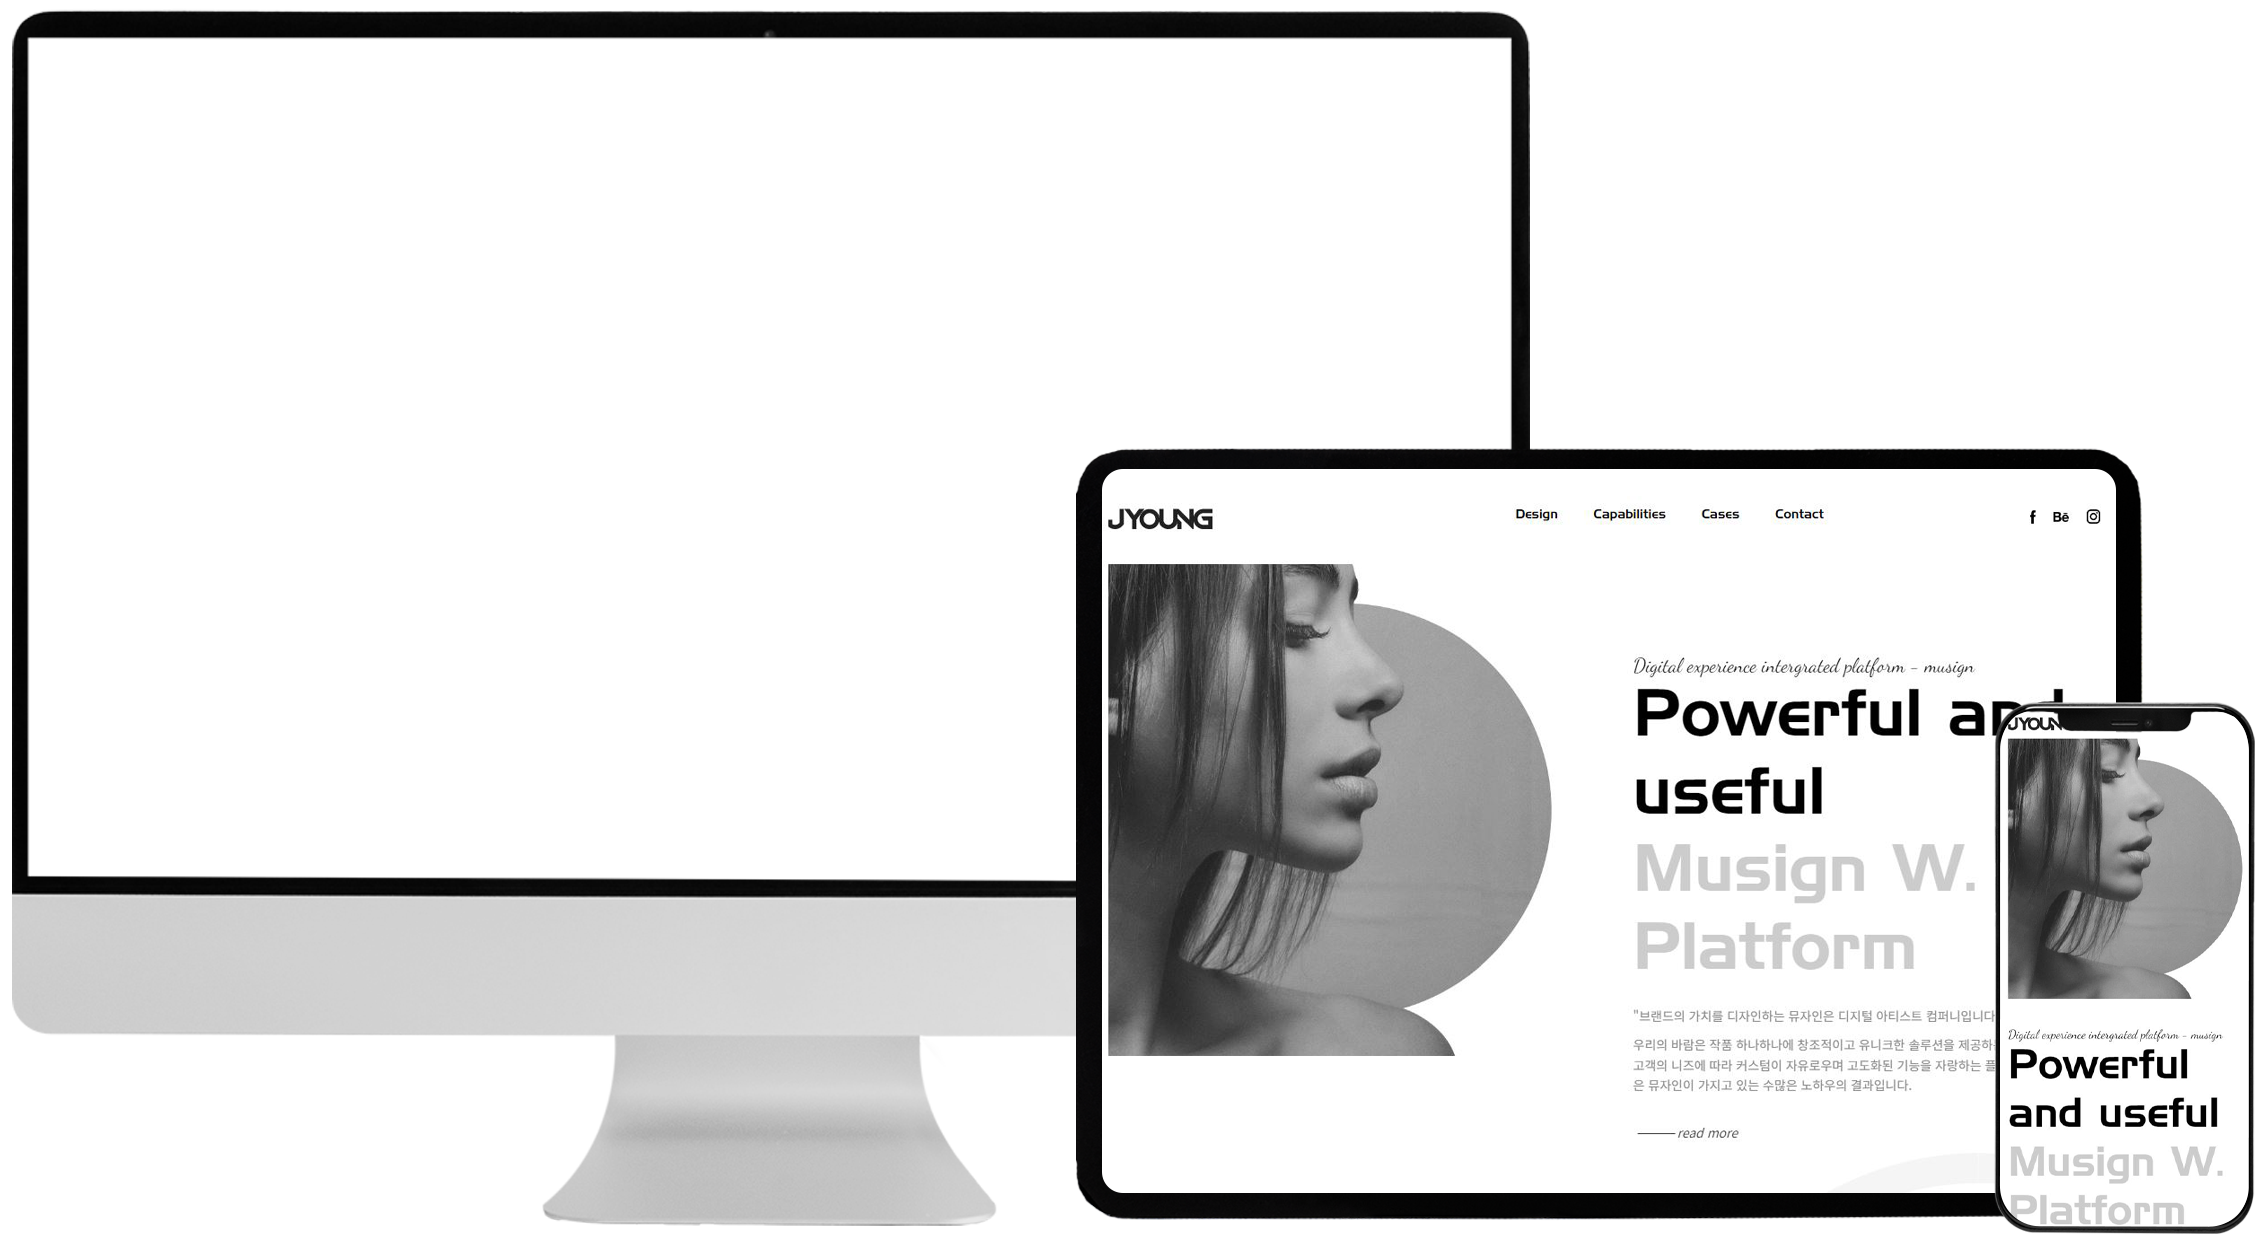 JYOUNG
Design Capabilities Cases Contact
f Bē
Digital experience intergrated platform - musign
Powerful and
useful
Musign W.
Platform
"브랜드의 가치를 디자인하는 뮤자인은 디지털 아티스트 컴퍼니입니다
우리의 바람은 작품 하나하나에 창조적이고 유니크한 솔루션을 제공하
고객의 니즈에 따라 커스텀이 자유로우며 고도화된 기능을 자랑하는 플
은 뮤자인이 가지고 있는 수많은 노하우의 결과입니다.
read more
JYOUN
Digital experience intergrated platform - musign
Powerful
and useful
Musign W.
Platform